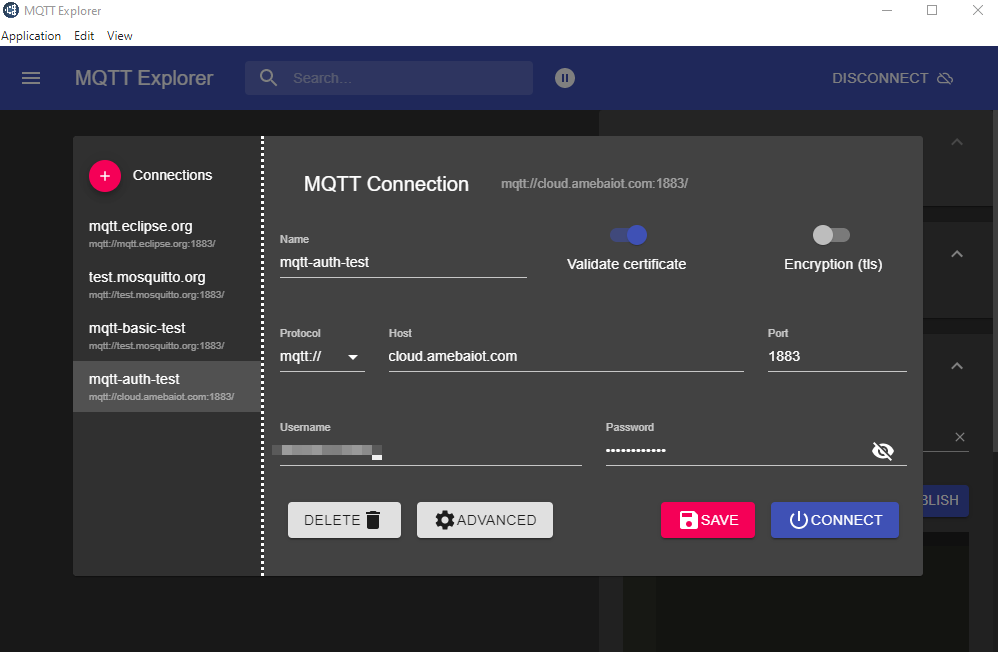 MQTT Explorer
Application Edit View
MQTT Explorer Search... DISCONNECT
Connections
mqtt.eclipse.org
mqtt://mqtt.eclipse.org:1883/
test.mosquitto.org
mqtt://test.mosquitto.org:1883/
mqtt-basic-test
mqtt://test.mosquitto.org:1883/
mqtt-auth-test
mqtt://cloud.amebaiot.com:1883/
MQTT Connection mqtt://cloud.amebaiot.com:1883/
Name
mqtt-auth-test
Validate certificate Encryption (tls)
Protocol Host Port
mqtt:// cloud.amebaiot.com 1883
Username Password
••••••••••••
DELETE ADVANCED SAVE CONNECT
BLISH